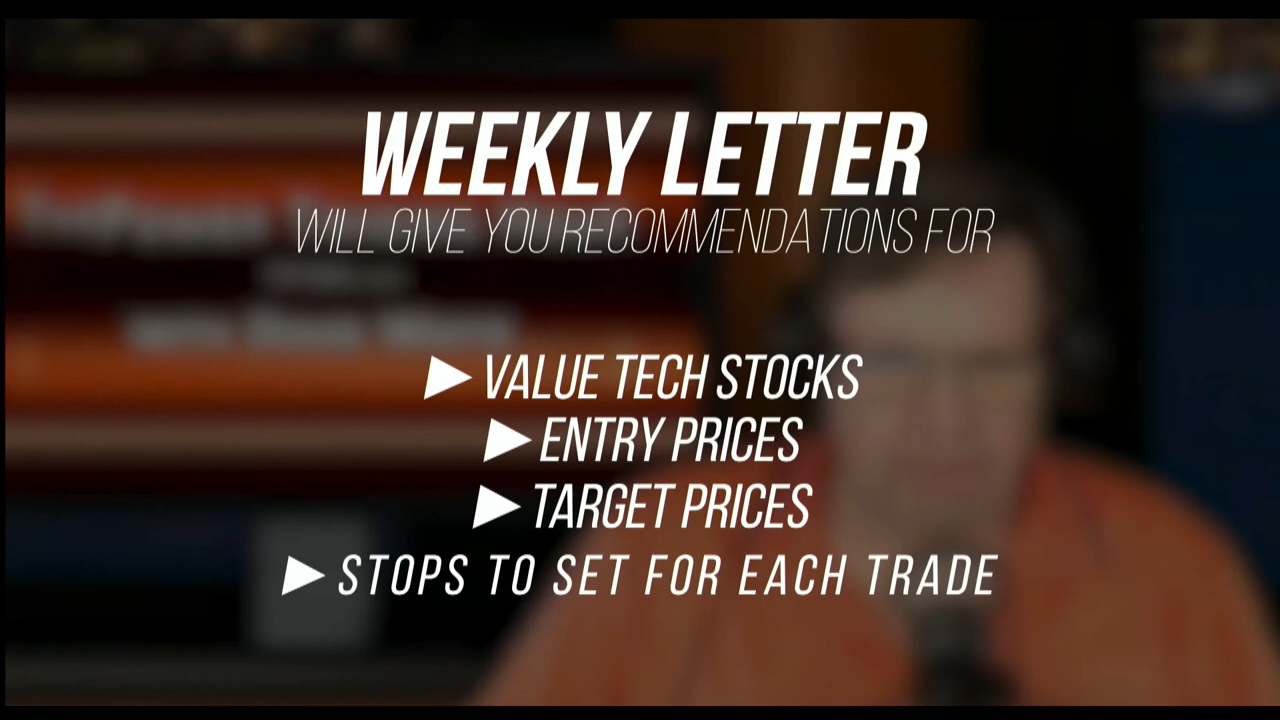 WEEKLY LETTER
WILL GIVE YOU RECOMMENDATIONS FOR
▶ VALUE TECH STOCKS
▶ ENTRY PRICES
▶ TARGET PRICES
▶ STOPS TO SET FOR EACH TRADE